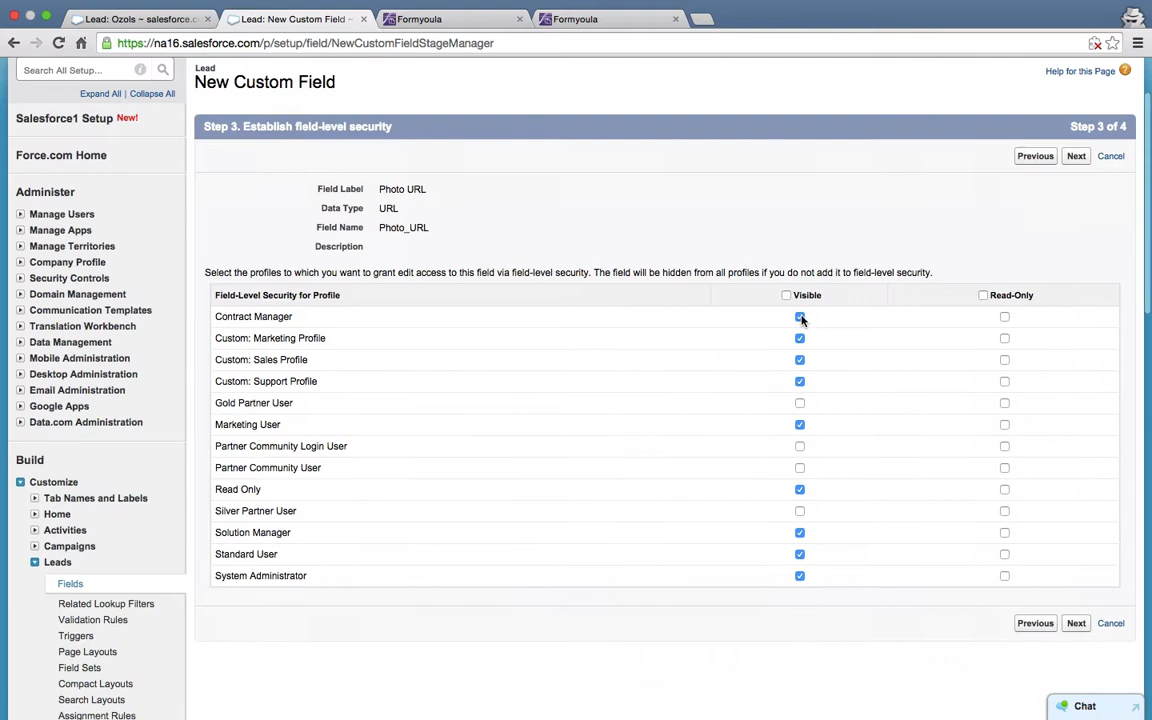 Lead: Ozols ~ salesforce.c
Lead: New Custom Field ~
Formyoula
Formyoula
https://na16.salesforce.com/p/setup/field/NewCustomFieldStageManager
Search All Setup...
Expand All | Collapse All
Salesforce1 Setup New!
Force.com Home
Administer
Manage Users
Manage Apps
Manage Territories
Company Profile
Security Controls
Domain Management
Communication Templates
Translation Workbench
Data Management
Mobile Administration
Desktop Administration
Email Administration
Google Apps
Data.com Administration
Build
Customize
Tab Names and Labels
Home
Activities
Campaigns
Leads
Fields
Related Lookup Filters
Validation Rules
Triggers
Page Layouts
Field Sets
Compact Layouts
Search Layouts
Assignment Rules
Lead
New Custom Field
Help for this Page ?
Step 3. Establish field-level security
Step 3 of 4
Previous Next Cancel
Field Label Photo URL
Data Type URL
Field Name Photo_URL
Description
Select the profiles to which you want to grant edit access to this field via field-level security. The field will be hidden from all profiles if you do not add it to field-level security.
Field-Level Security for Profile Visible Read-Only
Contract Manager
Custom: Marketing Profile
Custom: Sales Profile
Custom: Support Profile
Gold Partner User
Marketing User
Partner Community Login User
Partner Community User
Read Only
Silver Partner User
Solution Manager
Standard User
System Administrator
Previous Next Cancel
Chat